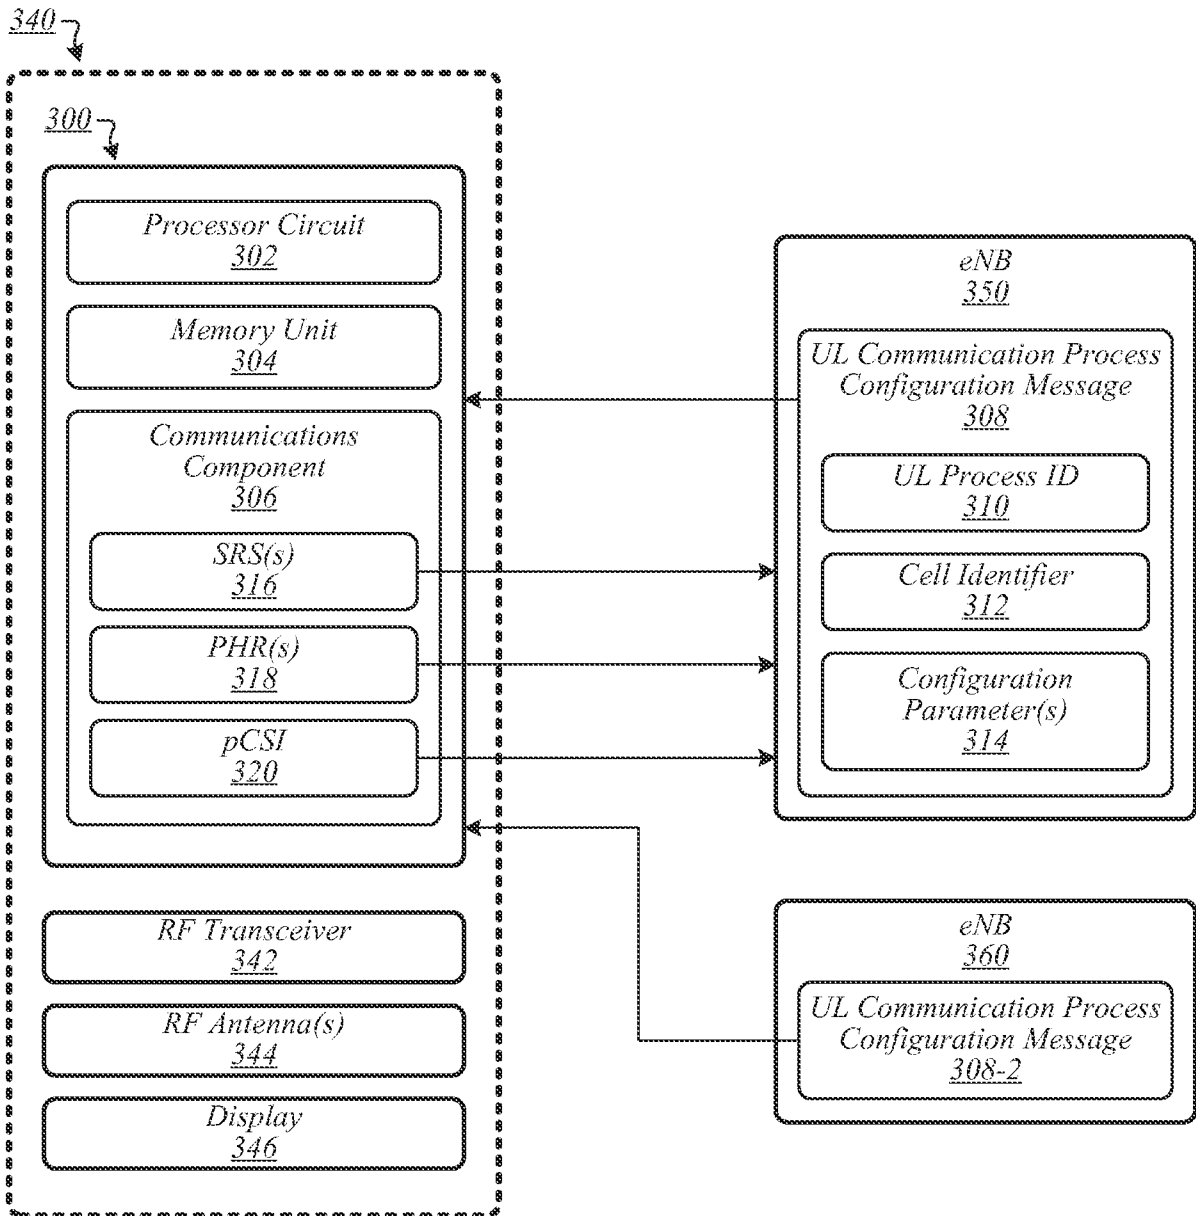 340
300
Processor Circuit
302
Memory Unit
304
Communications
Component
306
SRS(s)
316
PHR(s)
318
pCSI
320
RF Transceiver
342
RF Antenna(s)
344
Display
346
eNB
350
UL Communication Process
Configuration Message
308
UL Process ID
310
Cell Identifier
312
Configuration
Parameter(s)
314
eNB
360
UL Communication Process
Configuration Message
308-2